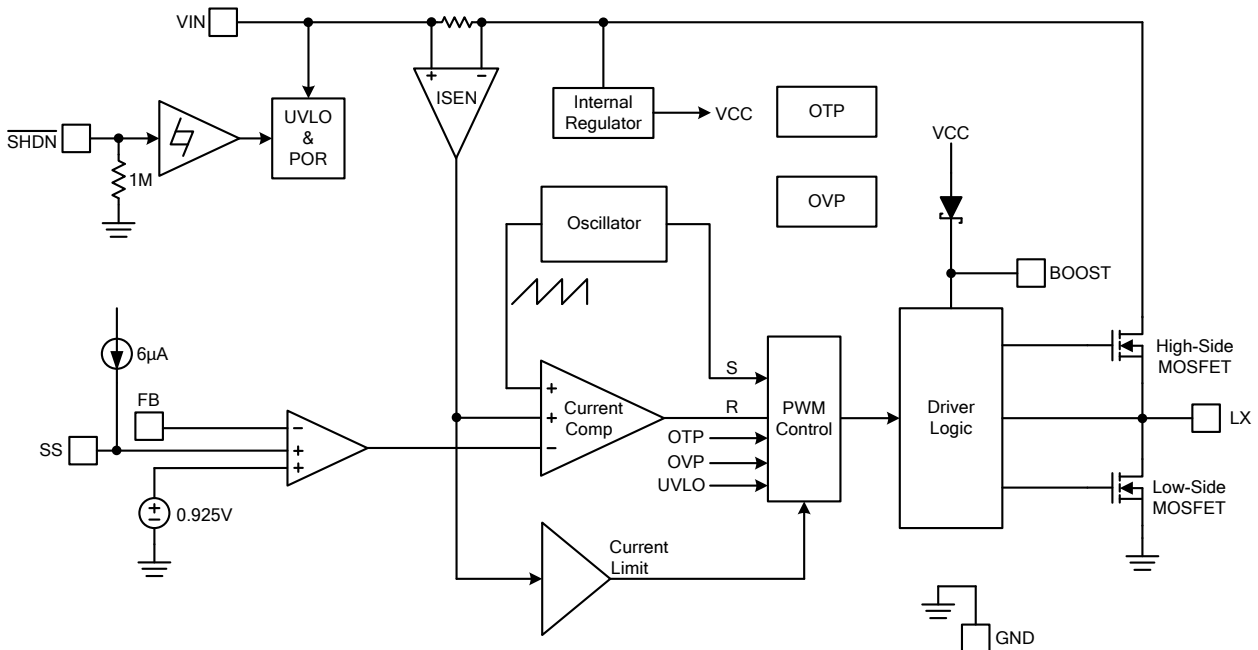 VIN
+ −
ISEN
Internal
Regulator
VCC
OTP
SHDN
UVLO
&
POR
1M
VCC
OVP
Oscillator
BOOST
6µA
High-Side
MOSFET
FB
S
+
Current
Comp
+
−
R
PWM
Control
Driver
Logic
LX
SS
−
+
+
OTP
OVP
UVLO
Low-Side
MOSFET
+
−
0.925V
Current
Limit
GND